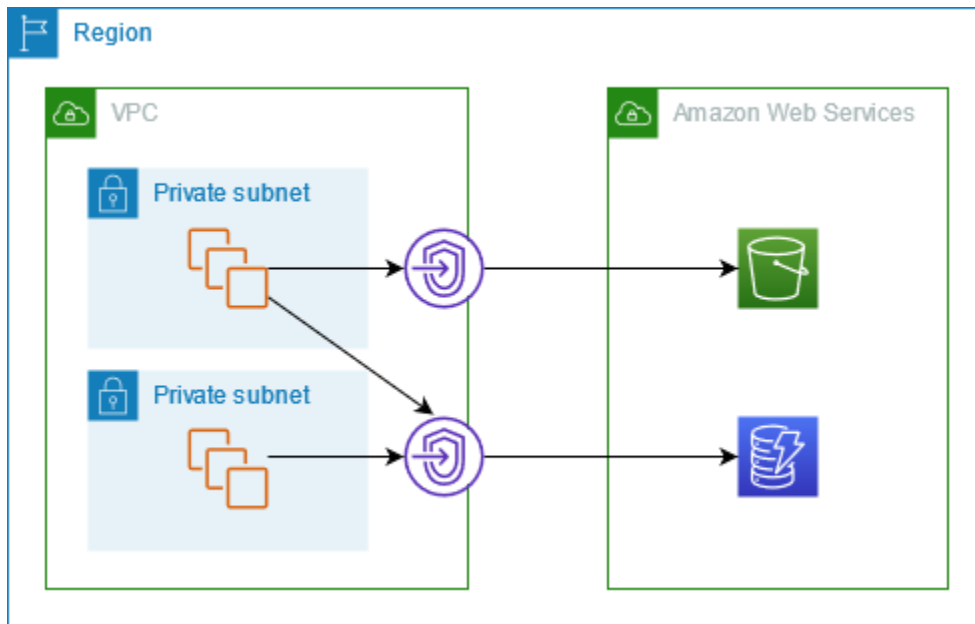 Region
VPC
Amazon Web Services
Private subnet
Private subnet